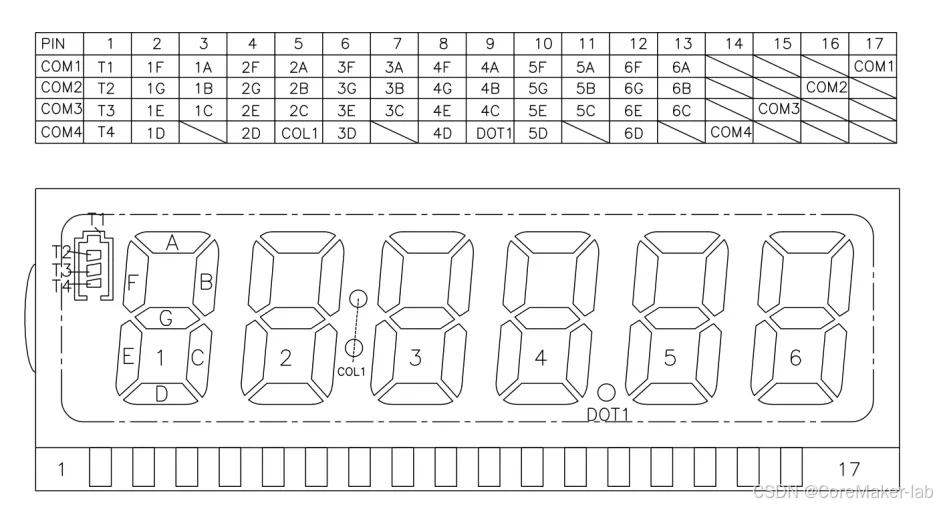 PIN 1 2 3 4 5 6 7 8 9 10 11 12 13 14 15 16 17
COM1 T1 1F 1A 2F 2A 3F 3A 4F 4A 5F 5A 6F 6A COM1
COM2 T2 1G 1B 2G 2B 3G 3B 4G 4B 5G 5B 6G 6B COM2
COM3 T3 1E 1C 2E 2C 3E 3C 4E 4C 5E 5C 6E 6C COM3
COM4 T4 1D 2D COL1 3D 4D DOT1 5D 6D COM4
T1
A
T2
T3
F B
T4
G
E 1 C 2 3 4 5 6
COL1
D
DOT1
1 17
CSDN @CoreMaker-lab